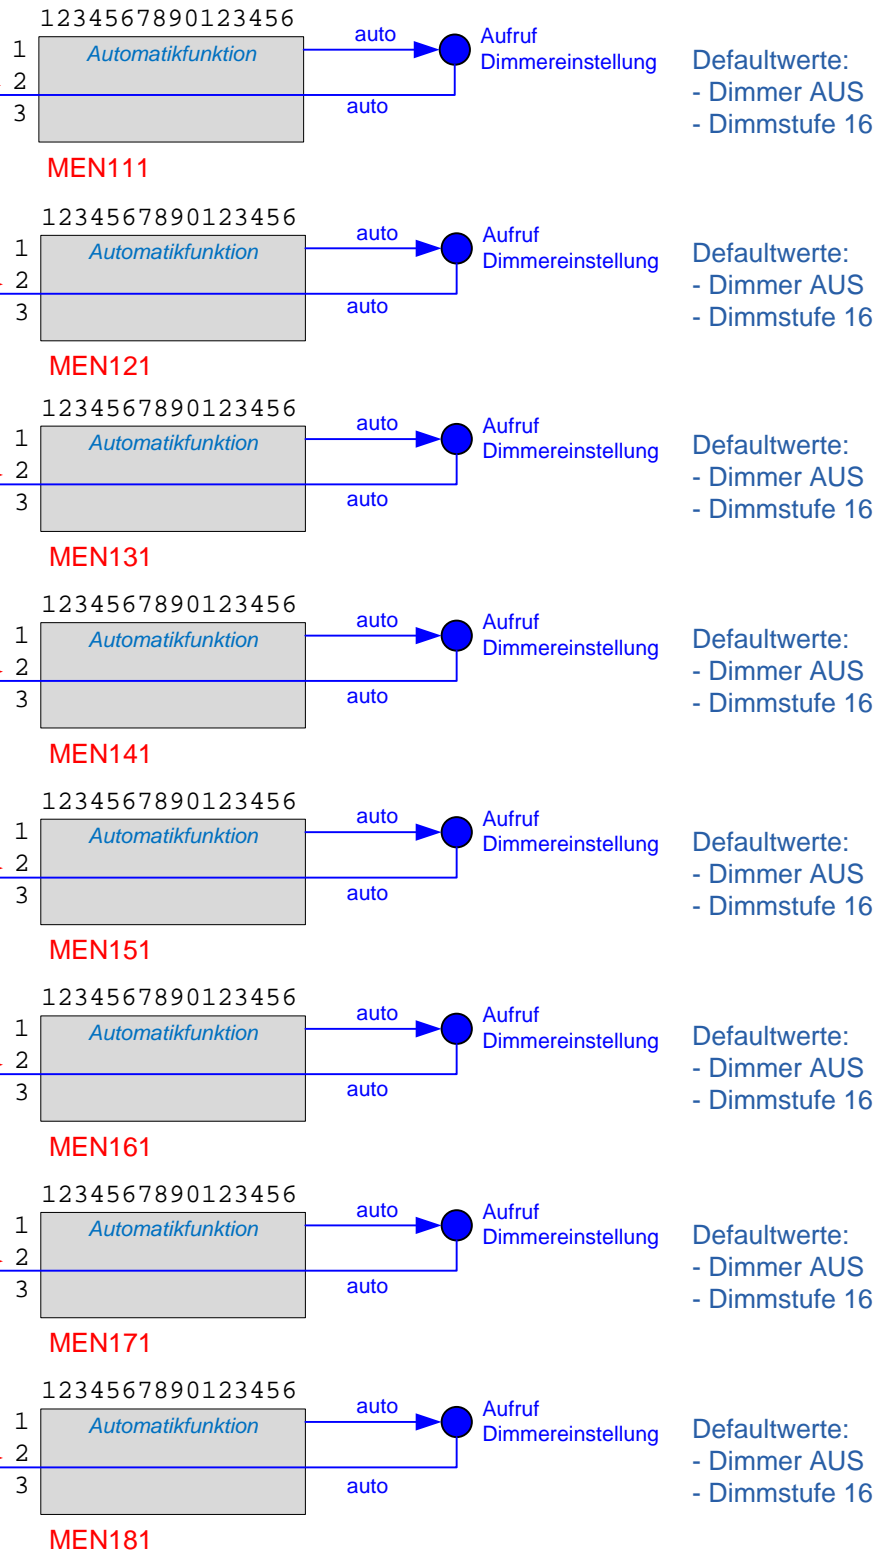 1234567890123456
1
2
3
Automatikfunktion
auto
auto
Aufruf
Dimmereinstellung
Defaultwerte:
- Dimmer AUS
- Dimmstufe 16
MEN111
1234567890123456
1
2
3
Automatikfunktion
auto
auto
Aufruf
Dimmereinstellung
Defaultwerte:
- Dimmer AUS
- Dimmstufe 16
MEN121
1234567890123456
1
2
3
Automatikfunktion
auto
auto
Aufruf
Dimmereinstellung
Defaultwerte:
- Dimmer AUS
- Dimmstufe 16
MEN131
1234567890123456
1
2
3
Automatikfunktion
auto
auto
Aufruf
Dimmereinstellung
Defaultwerte:
- Dimmer AUS
- Dimmstufe 16
MEN141
1234567890123456
1
2
3
Automatikfunktion
auto
auto
Aufruf
Dimmereinstellung
Defaultwerte:
- Dimmer AUS
- Dimmstufe 16
MEN151
1234567890123456
1
2
3
Automatikfunktion
auto
auto
Aufruf
Dimmereinstellung
Defaultwerte:
- Dimmer AUS
- Dimmstufe 16
MEN161
1234567890123456
1
2
3
Automatikfunktion
auto
auto
Aufruf
Dimmereinstellung
Defaultwerte:
- Dimmer AUS
- Dimmstufe 16
MEN171
1234567890123456
1
2
3
Automatikfunktion
auto
auto
Aufruf
Dimmereinstellung
Defaultwerte:
- Dimmer AUS
- Dimmstufe 16
MEN181